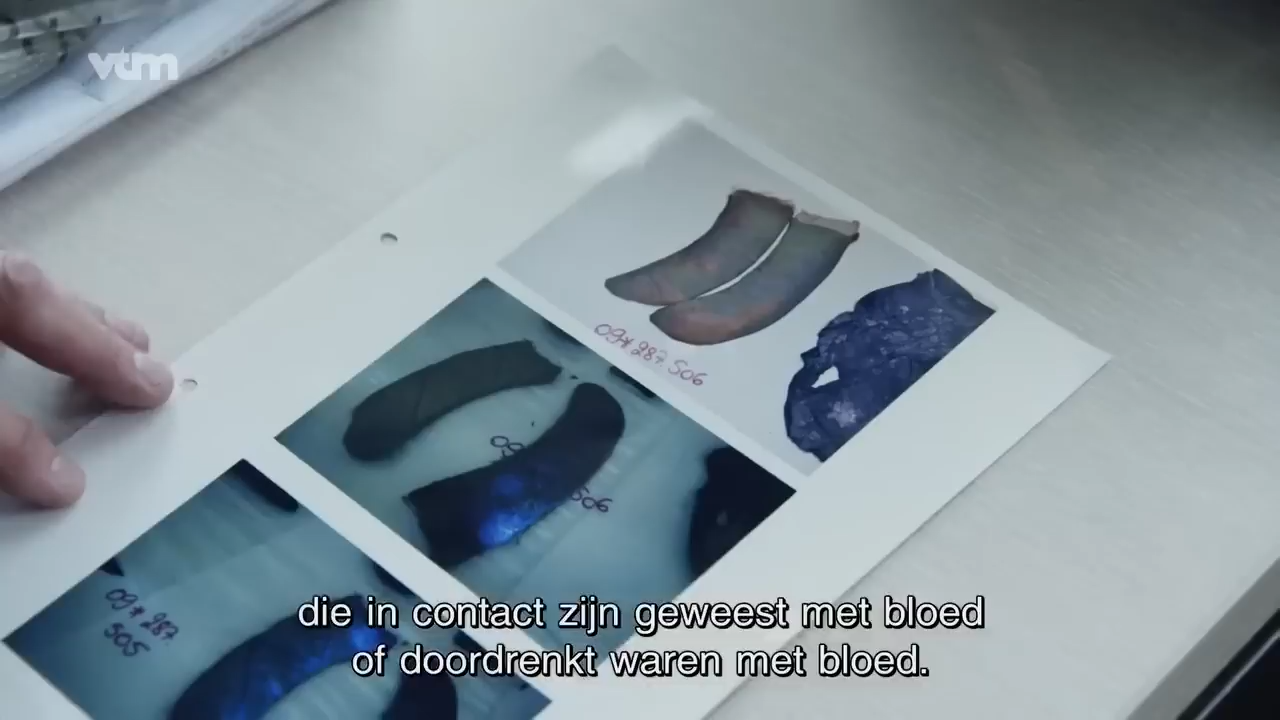 vtm
09* 287. S06
09
S06
09* 287
S05
die in contact zijn geweest met bloed
of doordrenkt waren met bloed.